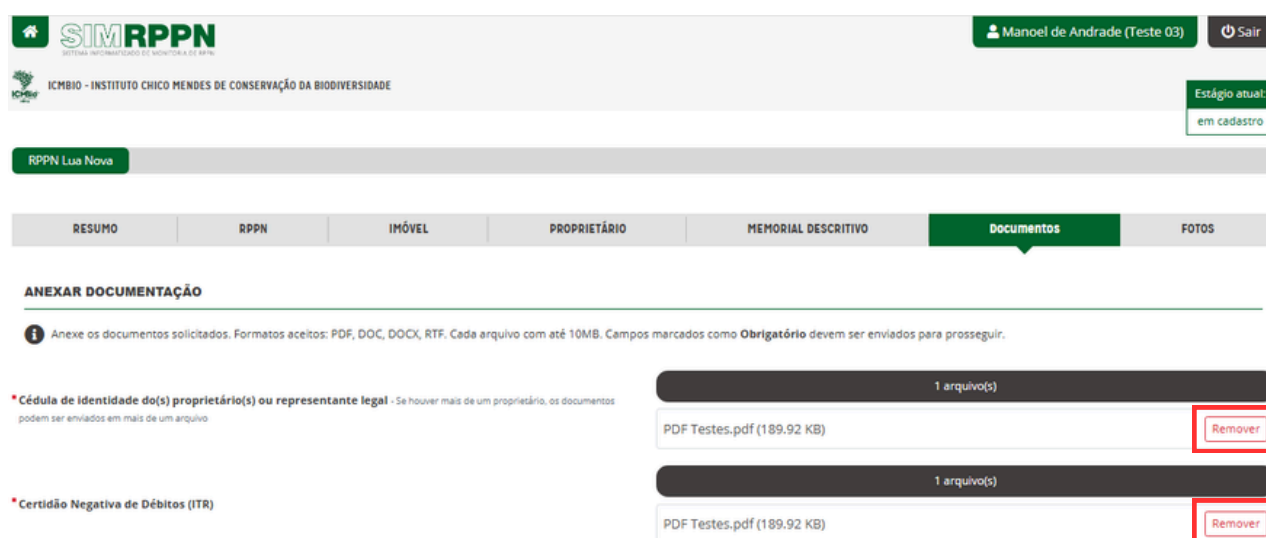 SIMRPPN
SISTEMA INFORMATIZADO DE MONITORIA DE RPPN
Manoel de Andrade (Teste 03)
Sair
ICMBio
ICMBIO - INSTITUTO CHICO MENDES DE CONSERVAÇÃO DA BIODIVERSIDADE
Estágio atual:
em cadastro
RPPN Lua Nova
RESUMO
RPPN
IMÓVEL
PROPRIETÁRIO
MEMORIAL DESCRITIVO
Documentos
FOTOS
ANEXAR DOCUMENTAÇÃO
Anexe os documentos solicitados. Formatos aceitos: PDF, DOC, DOCX, RTF. Cada arquivo com até 10MB. Campos marcados como Obrigatório devem ser enviados para prosseguir.
*Cédula de identidade do(s) proprietário(s) ou representante legal - Se houver mais de um proprietário, os documentos
podem ser enviados em mais de um arquivo
1 arquivo(s)
PDF Testes.pdf (189.92 KB)
Remover
*Certidão Negativa de Débitos (ITR)
1 arquivo(s)
PDF Testes.pdf (189.92 KB)
Remover